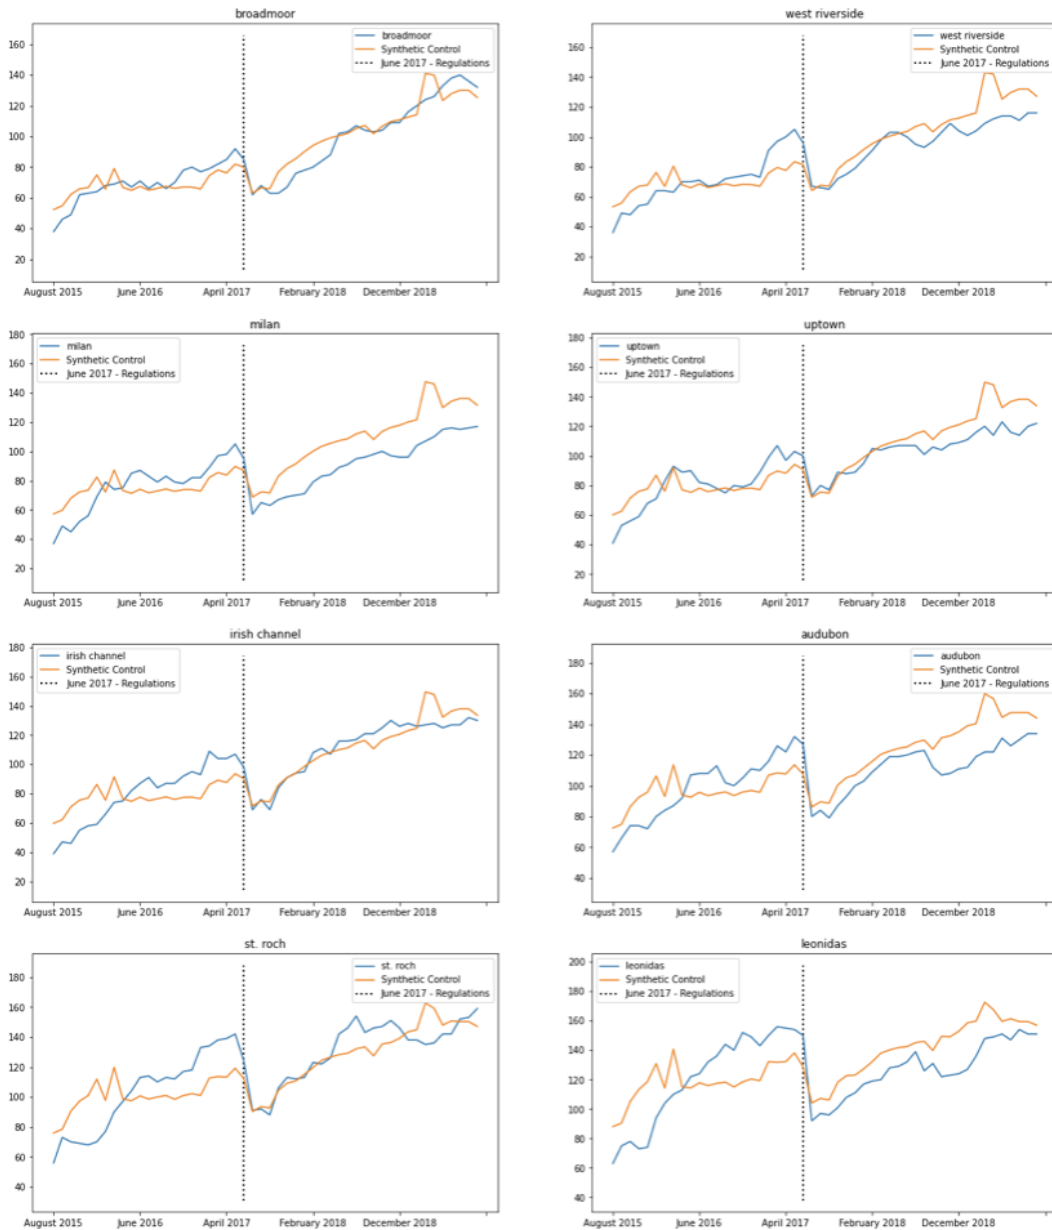 broadmoor
160
140
120
100
80
60
40
20
broadmoor
Synthetic Control
June 2017 - Regulations
August 2015 June 2016 April 2017 February 2018 December 2018
west riverside
160
140
120
100
80
60
40
20
west riverside
Synthetic Control
June 2017 - Regulations
August 2015 June 2016 April 2017 February 2018 December 2018
milan
180
160
140
120
100
80
60
40
20
milan
Synthetic Control
June 2017 - Regulations
August 2015 June 2016 April 2017 February 2018 December 2018
uptown
180
160
140
120
100
80
60
40
20
uptown
Synthetic Control
June 2017 - Regulations
August 2015 June 2016 April 2017 February 2018 December 2018
irish channel
180
160
140
120
100
80
60
40
20
irish channel
Synthetic Control
June 2017 - Regulations
August 2015 June 2016 April 2017 February 2018 December 2018
audubon
180
160
140
120
100
80
60
40
audubon
Synthetic Control
June 2017 - Regulations
August 2015 June 2016 April 2017 February 2018 December 2018
st. roch
180
160
140
120
100
80
60
40
st. roch
Synthetic Control
June 2017 - Regulations
August 2015 June 2016 April 2017 February 2018 December 2018
leonidas
200
180
160
140
120
100
80
60
40
leonidas
Synthetic Control
June 2017 - Regulations
August 2015 June 2016 April 2017 February 2018 December 2018